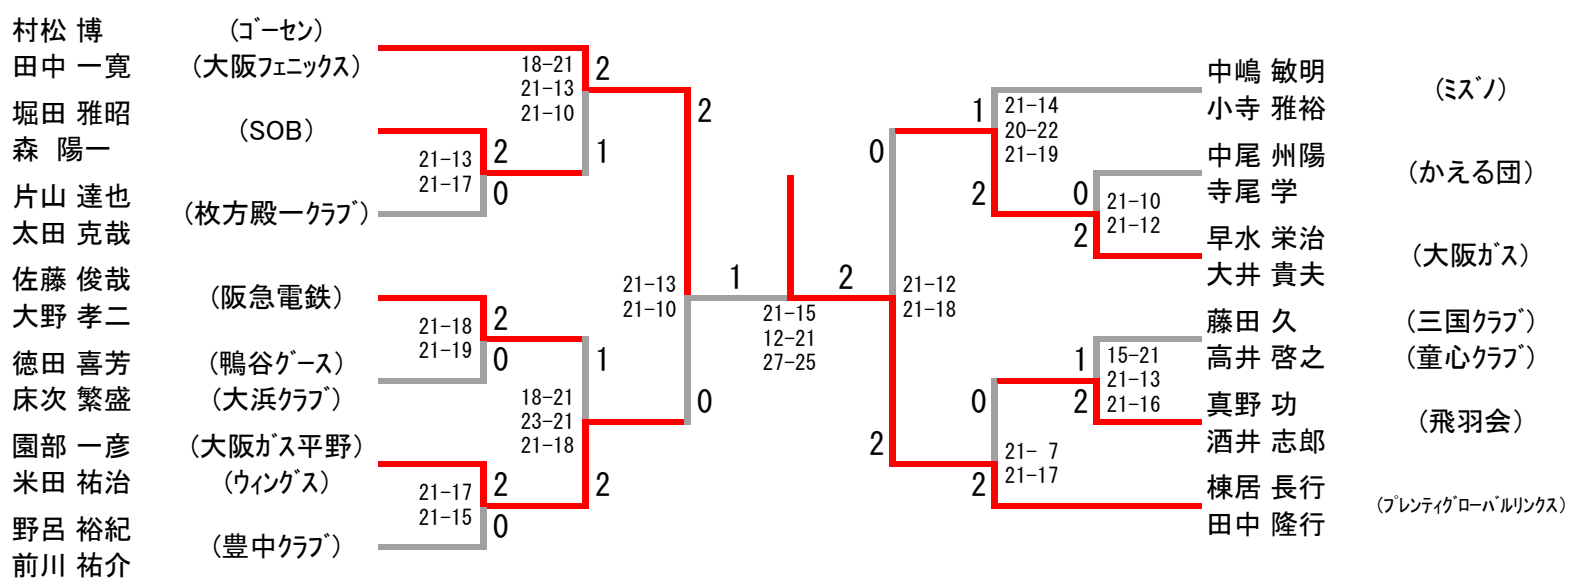 村松 博
田中 一寛
(ｺﾞｰｾﾝ)
(大阪ﾌｪﾆｯｸｽ)
堀田 雅昭
森 陽一
(SOB)
片山 達也
太田 克哉
(枚方殿一ｸﾗﾌﾞ)
佐藤 俊哉
大野 孝二
(阪急電鉄)
徳田 喜芳
床次 繁盛
(鴨谷ｸﾞｰｽ)
(大浜ｸﾗﾌﾞ)
園部 一彦
米田 祐治
(大阪ｶﾞｽ平野)
(ｳｨﾝｸﾞｽ)
野呂 裕紀
前川 祐介
(豊中ｸﾗﾌﾞ)
18-21
21-13
21-10
2
1
21-13
21-17
2
0
21-18
21-19
2
0
18-21
23-21
21-18
1
2
21-17
21-15
2
0
2
21-13
21-10
0
1
2
21-15
12-21
27-25
0
21-12
21-18
2
1
21-14
20-22
21-19
2
0
21-10
21-12
2
1
15-21
21-13
21-16
2
0
21- 7
21-17
2
中嶋 敏明
小寺 雅裕
(ﾐｽﾞﾉ)
中尾 州陽
寺尾 学
(かえる団)
早水 栄治
大井 貴夫
(大阪ｶﾞｽ)
藤田 久
高井 啓之
(三国ｸﾗﾌﾞ)
(童心ｸﾗﾌﾞ)
真野 功
酒井 志郎
(飛羽会)
棟居 長行
田中 隆行
(ﾌﾟﾚﾝﾃｨｸﾞﾛｰﾊﾞﾙﾘﾝｸｽ)